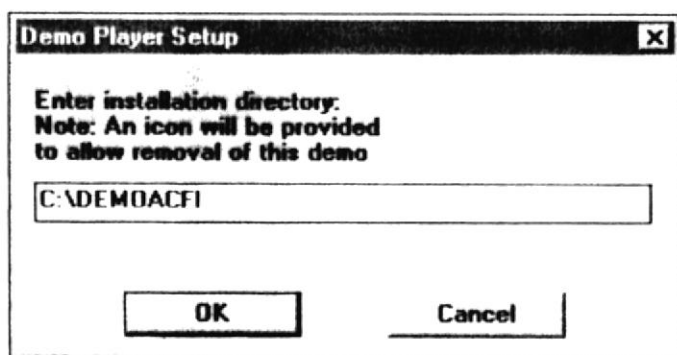 Demo Player Setup
Enter installation directory:
Note: An icon will be provided
to allow removal of this demo
C:\DEMOACFI
OK
Cancel